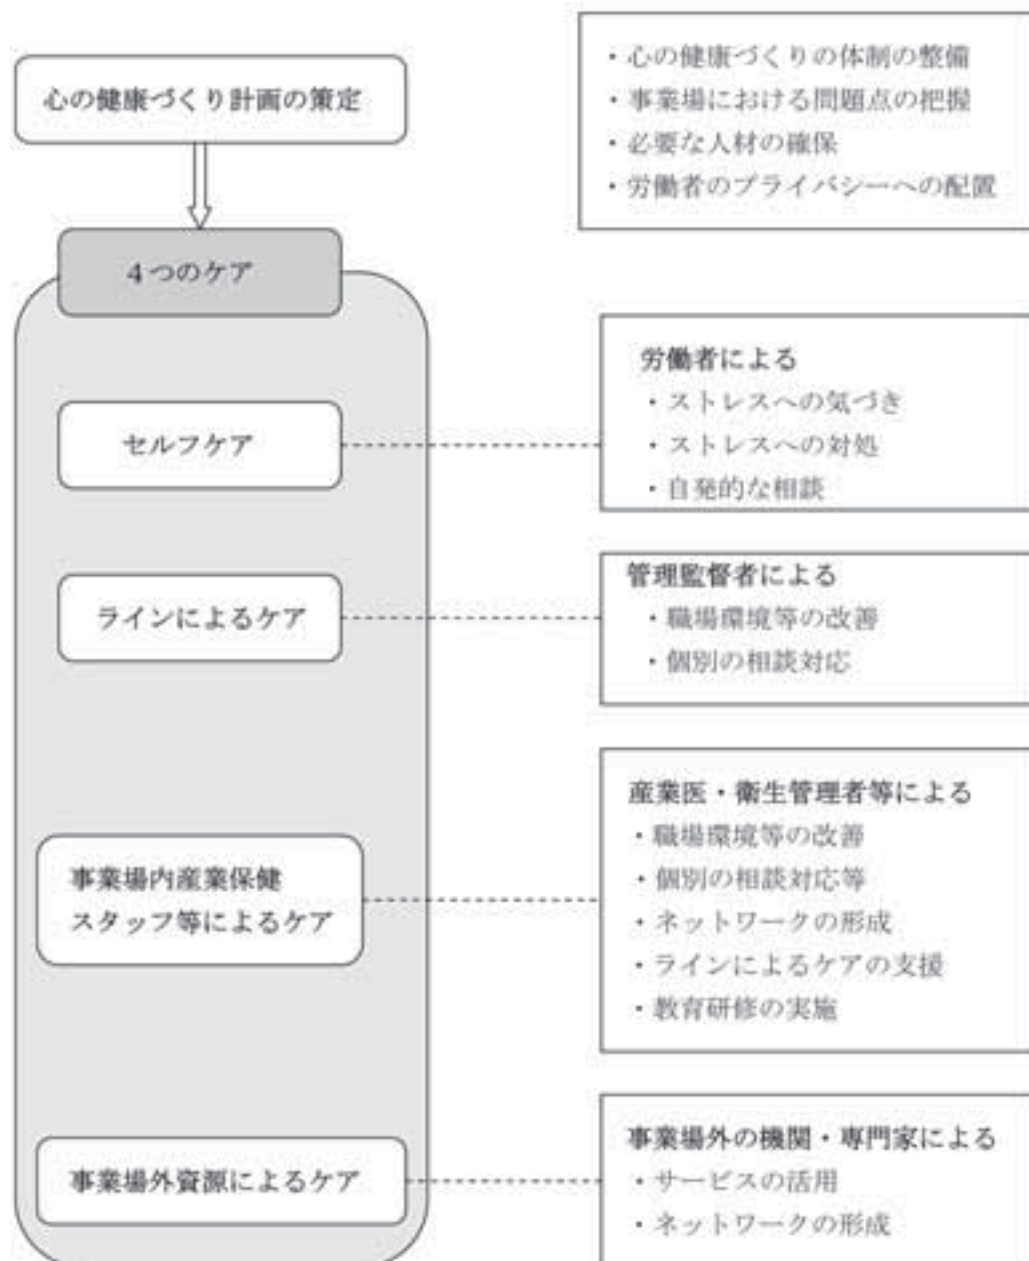 心の健康づくり計画の策定
・心の健康づくりの体制の整備
・事業場における問題点の把握
・必要な人材の確保
・労働者のプライバシーへの配置
4つのケア
セルフケア
労働者による
・ストレスへの気づき
・ストレスへの対処
・自発的な相談
ラインによるケア
管理監督者による
・職場環境等の改善
・個別の相談対応
事業場内産業保健
スタッフ等によるケア
産業医・衛生管理者等による
・職場環境等の改善
・個別の相談対応等
・ネットワークの形成
・ラインによるケアの支援
・教育研修の実施
事業場外資源によるケア
事業場外の機関・専門家による
・サービスの活用
・ネットワークの形成